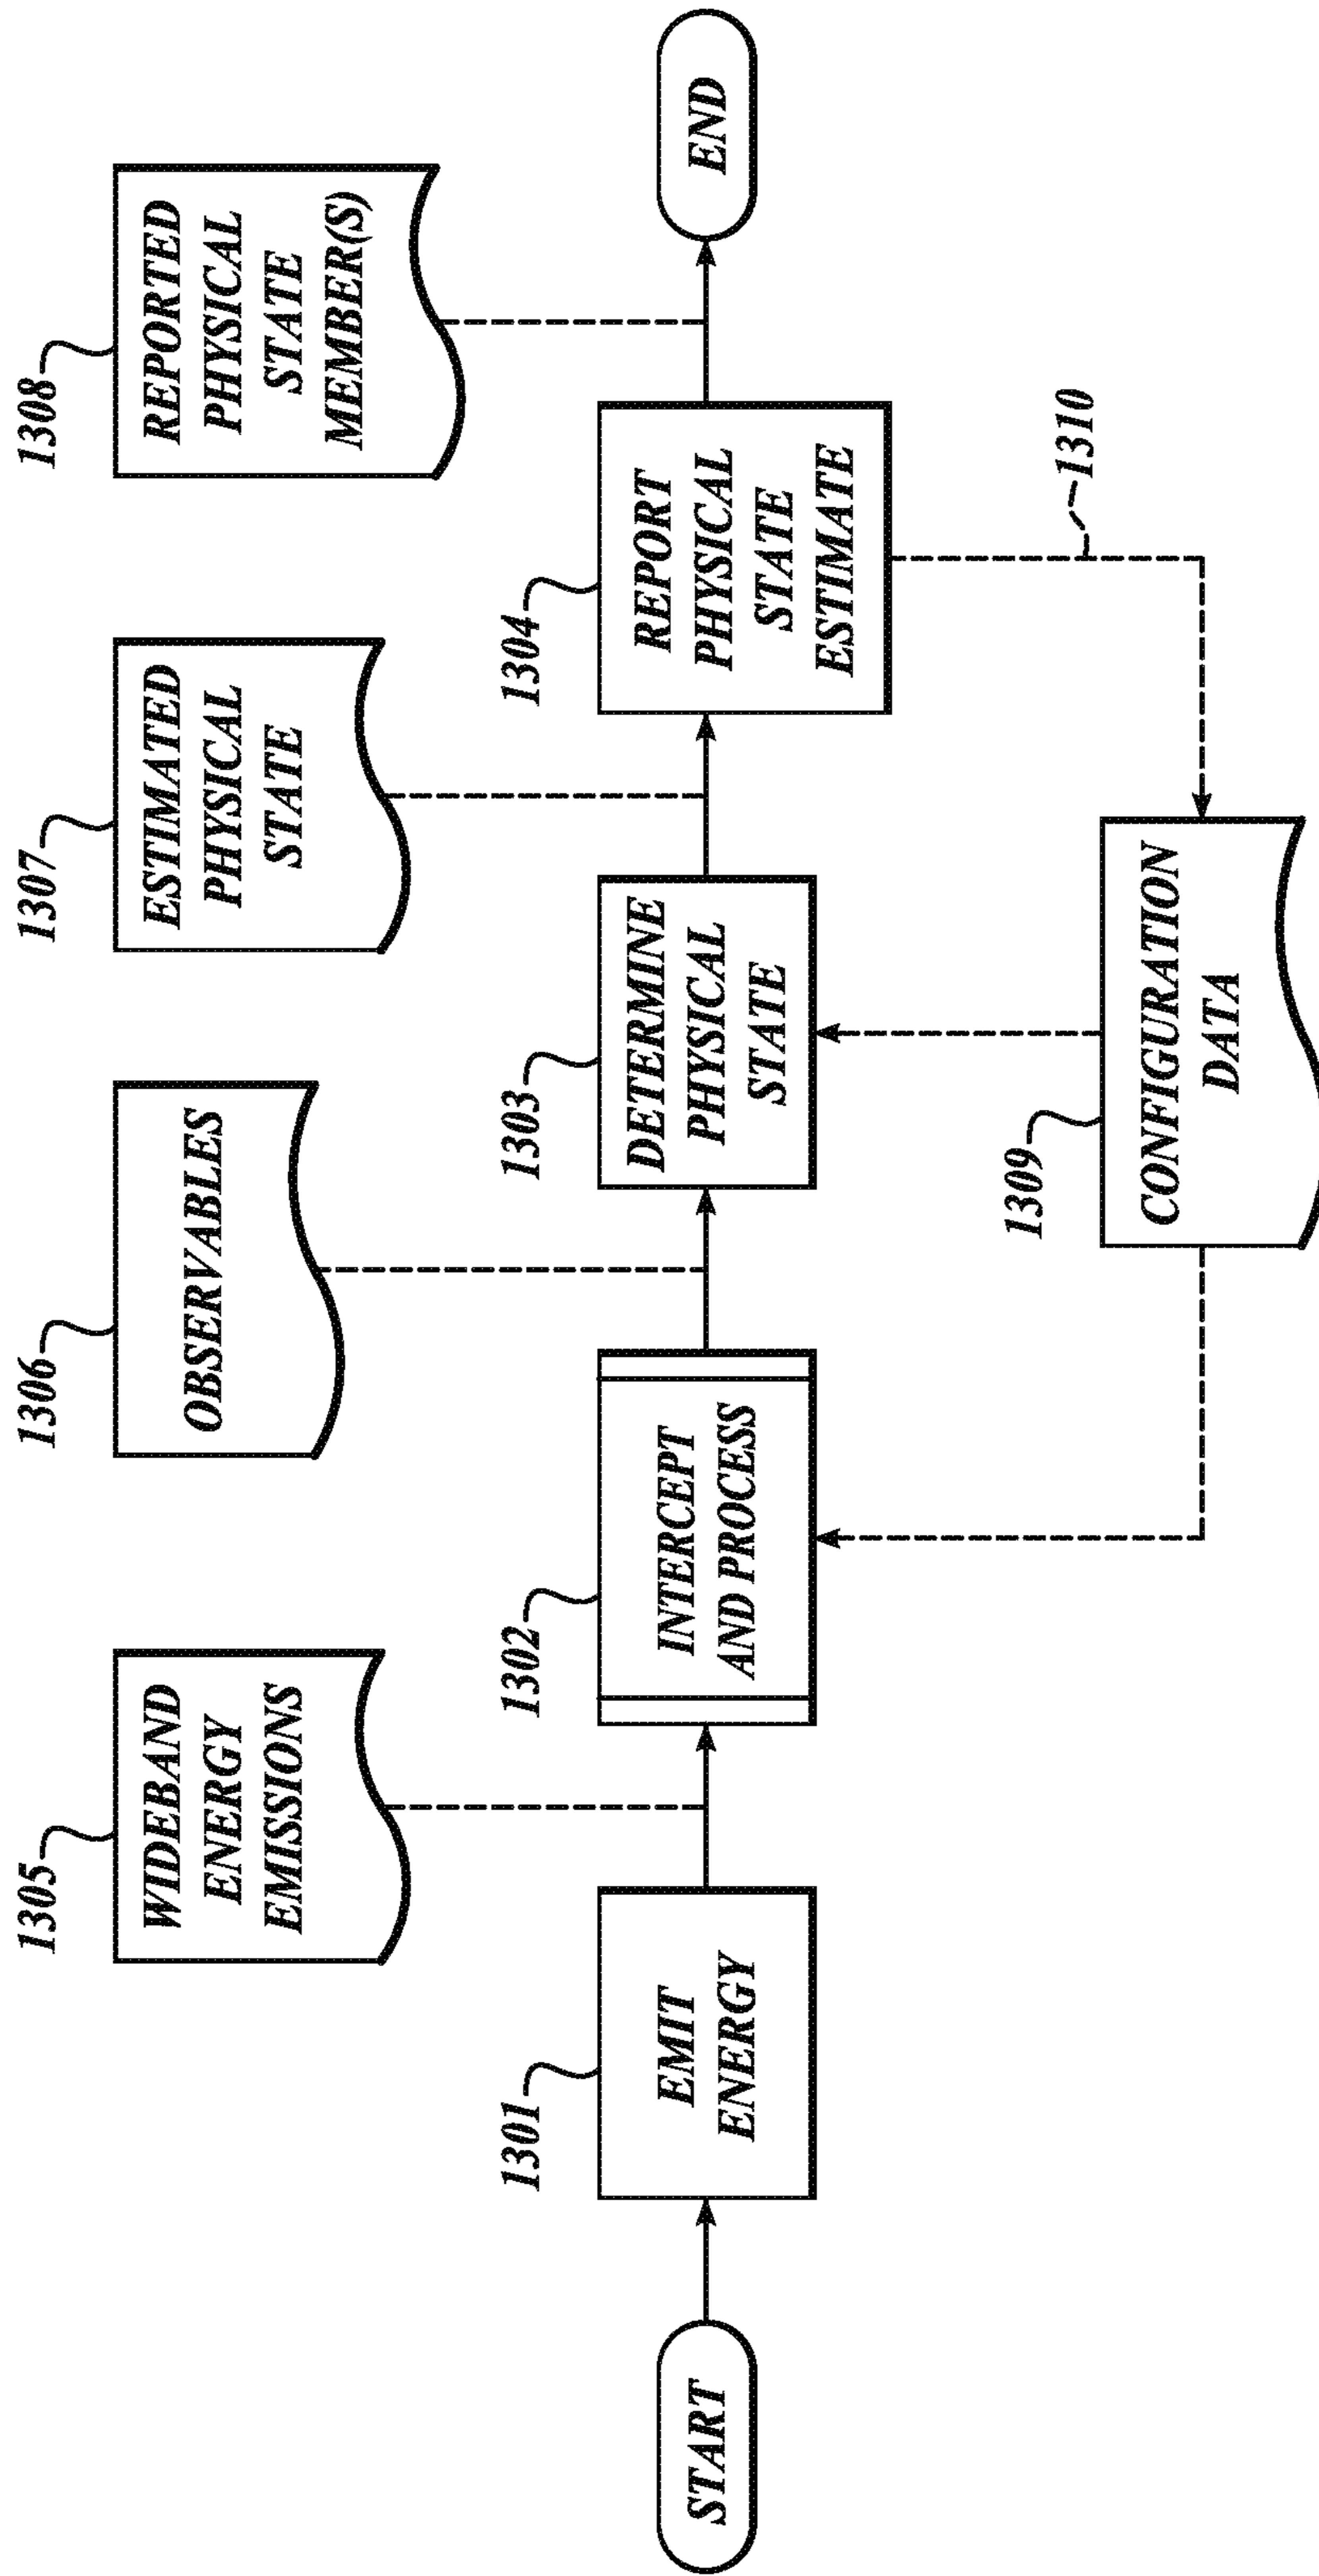 1305
WIDEBAND
ENERGY
EMISSIONS
1306
OBSERVABLES
1307
ESTIMATED
PHYSICAL
STATE
1308
REPORTED
PHYSICAL
STATE
MEMBER(S)
START
1301
EMIT
ENERGY
1302
INTERCEPT
AND PROCESS
1303
DETERMINE
PHYSICAL
STATE
1304
REPORT
PHYSICAL
STATE
ESTIMATE
END
1309
CONFIGURATION
DATA
1310